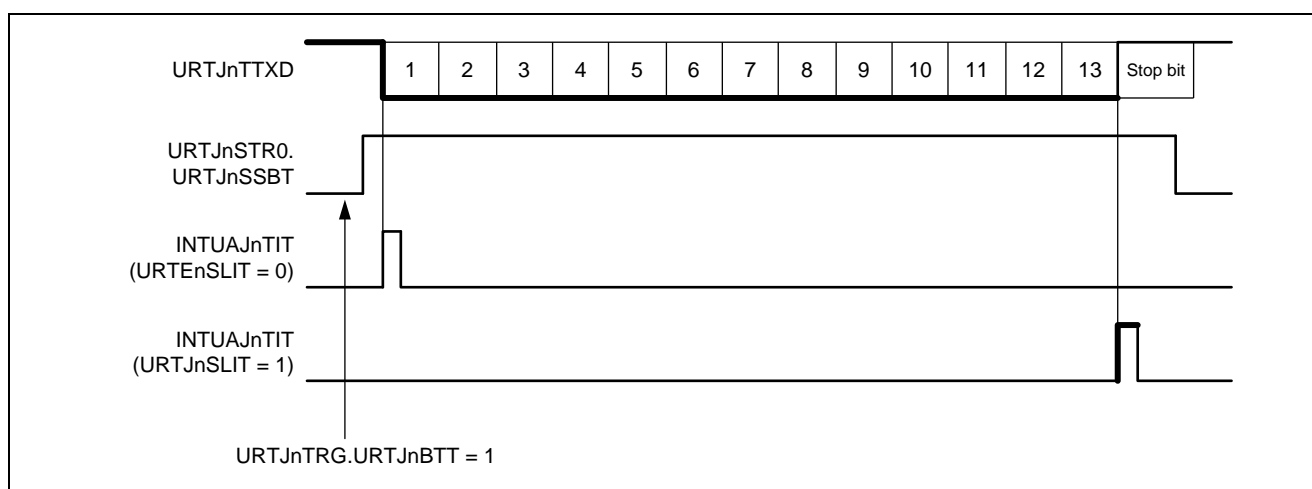 URTJnTTXD
1 2 3 4 5 6 7 8 9 10 11 12 13 Stop bit
URTJnSTR0.
URTJnSSBT
INTUAJnTIT
(URTEnSLIT = 0)
INTUAJnTIT
(URTJnSLIT = 1)
URTJnTRG.URTJnBTT = 1